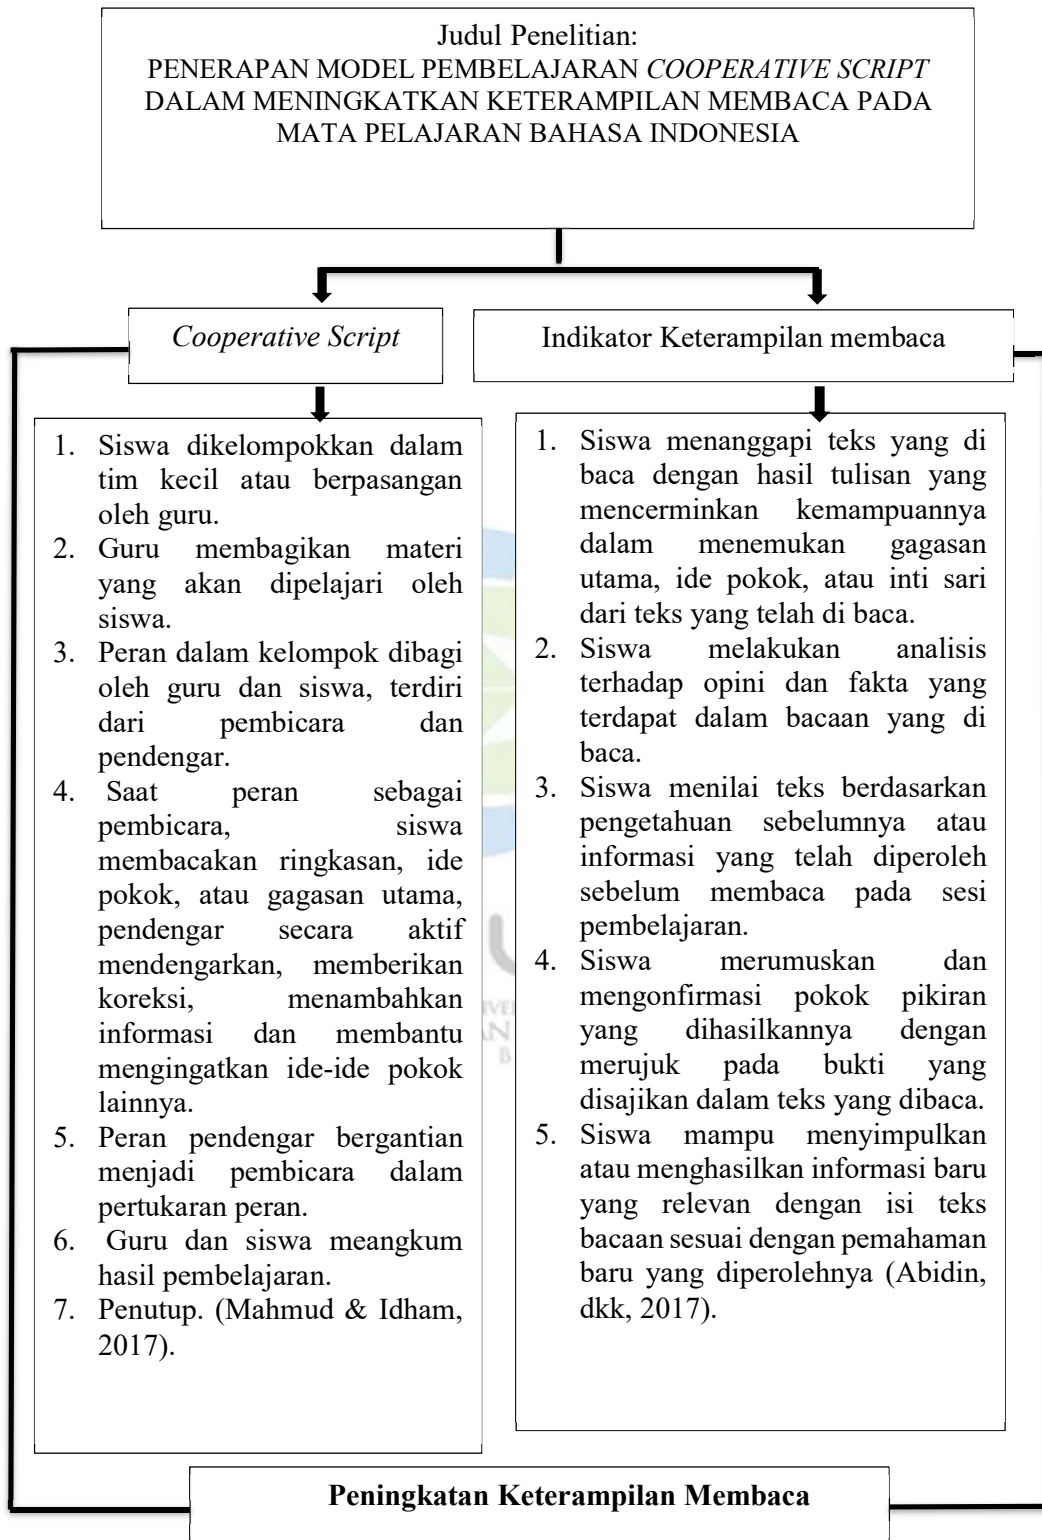 Judul Penelitian:
PENERAPAN MODEL PEMBELAJARAN COOPERATIVE SCRIPT
DALAM MENINGKATKAN KETERAMPILAN MEMBACA PADA
MATA PELAJARAN BAHASA INDONESIA
Cooperative Script
Indikator Keterampilan membaca
1. Siswa dikelompokkan dalam
tim kecil atau berpasangan
oleh guru.
2. Guru membagikan materi
yang akan dipelajari oleh
siswa.
3. Peran dalam kelompok dibagi
oleh guru dan siswa, terdiri
dari pembicara dan
pendengar.
4. Saat peran sebagai
pembicara, siswa
membacakan ringkasan, ide
pokok, atau gagasan utama,
pendengar secara aktif
mendengarkan, memberikan
koreksi, menambahkan
informasi dan membantu
mengingatkan ide-ide pokok
lainnya.
5. Peran pendengar bergantian
menjadi pembicara dalam
pertukaran peran.
6. Guru dan siswa meangkum
hasil pembelajaran.
7. Penutup. (Mahmud & Idham,
2017).
1. Siswa menanggapi teks yang di
baca dengan hasil tulisan yang
mencerminkan kemampuannya
dalam menemukan gagasan
utama, ide pokok, atau inti sari
dari teks yang telah di baca.
2. Siswa melakukan analisis
terhadap opini dan fakta yang
terdapat dalam bacaan yang di
baca.
3. Siswa menilai teks berdasarkan
pengetahuan sebelumnya atau
informasi yang telah diperoleh
sebelum membaca pada sesi
pembelajaran.
4. Siswa merumuskan dan
mengonfirmasi pokok pikiran
yang dihasilkannya dengan
merujuk pada bukti yang
disajikan dalam teks yang dibaca.
5. Siswa mampu menyimpulkan
atau menghasilkan informasi baru
yang relevan dengan isi teks
bacaan sesuai dengan pemahaman
baru yang diperolehnya (Abidin,
dkk, 2017).
Peningkatan Keterampilan Membaca